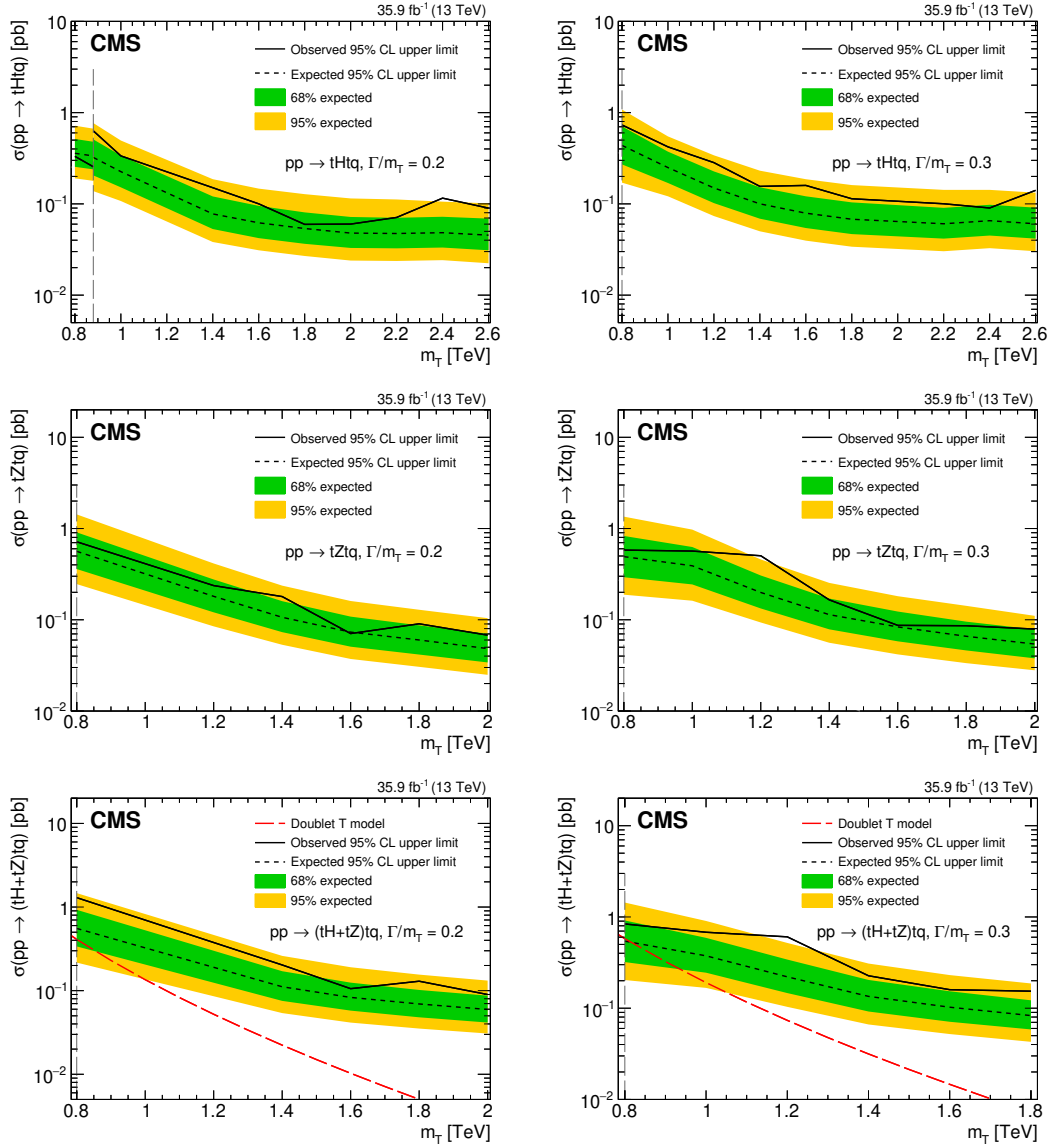 35.9 fb⁻¹ (13 TeV)
CMS
Observed 95% CL upper limit
Expected 95% CL upper limit
68% expected
95% expected
pp → tHtq, Γ/m_T = 0.2
σ(pp → tHtq) [pb]
10
1
10⁻¹
10⁻²
0.8 1 1.2 1.4 1.6 1.8 2 2.2 2.4 2.6
m_T [TeV]
35.9 fb⁻¹ (13 TeV)
CMS
Observed 95% CL upper limit
Expected 95% CL upper limit
68% expected
95% expected
pp → tHtq, Γ/m_T = 0.3
σ(pp → tHtq) [pb]
10
1
10⁻¹
10⁻²
0.8 1 1.2 1.4 1.6 1.8 2 2.2 2.4 2.6
m_T [TeV]
35.9 fb⁻¹ (13 TeV)
CMS
Observed 95% CL upper limit
Expected 95% CL upper limit
68% expected
95% expected
pp → tZtq, Γ/m_T = 0.2
σ(pp → tZtq) [pb]
10
1
10⁻¹
10⁻²
0.8 1 1.2 1.4 1.6 1.8 2
m_T [TeV]
35.9 fb⁻¹ (13 TeV)
CMS
Observed 95% CL upper limit
Expected 95% CL upper limit
68% expected
95% expected
pp → tZtq, Γ/m_T = 0.3
σ(pp → tZtq) [pb]
10
1
10⁻¹
10⁻²
0.8 1 1.2 1.4 1.6 1.8 2
m_T [TeV]
35.9 fb⁻¹ (13 TeV)
CMS
Doublet T model
Observed 95% CL upper limit
Expected 95% CL upper limit
68% expected
95% expected
pp → (tH+tZ)tq, Γ/m_T = 0.2
σ(pp → (tH+tZ)tq) [pb]
10
1
10⁻¹
10⁻²
0.8 1 1.2 1.4 1.6 1.8 2
m_T [TeV]
35.9 fb⁻¹ (13 TeV)
CMS
Doublet T model
Observed 95% CL upper limit
Expected 95% CL upper limit
68% expected
95% expected
pp → (tH+tZ)tq, Γ/m_T = 0.3
σ(pp → (tH+tZ)tq) [pb]
10
1
10⁻¹
10⁻²
0.8 1 1.2 1.4 1.6 1.8
m_T [TeV]